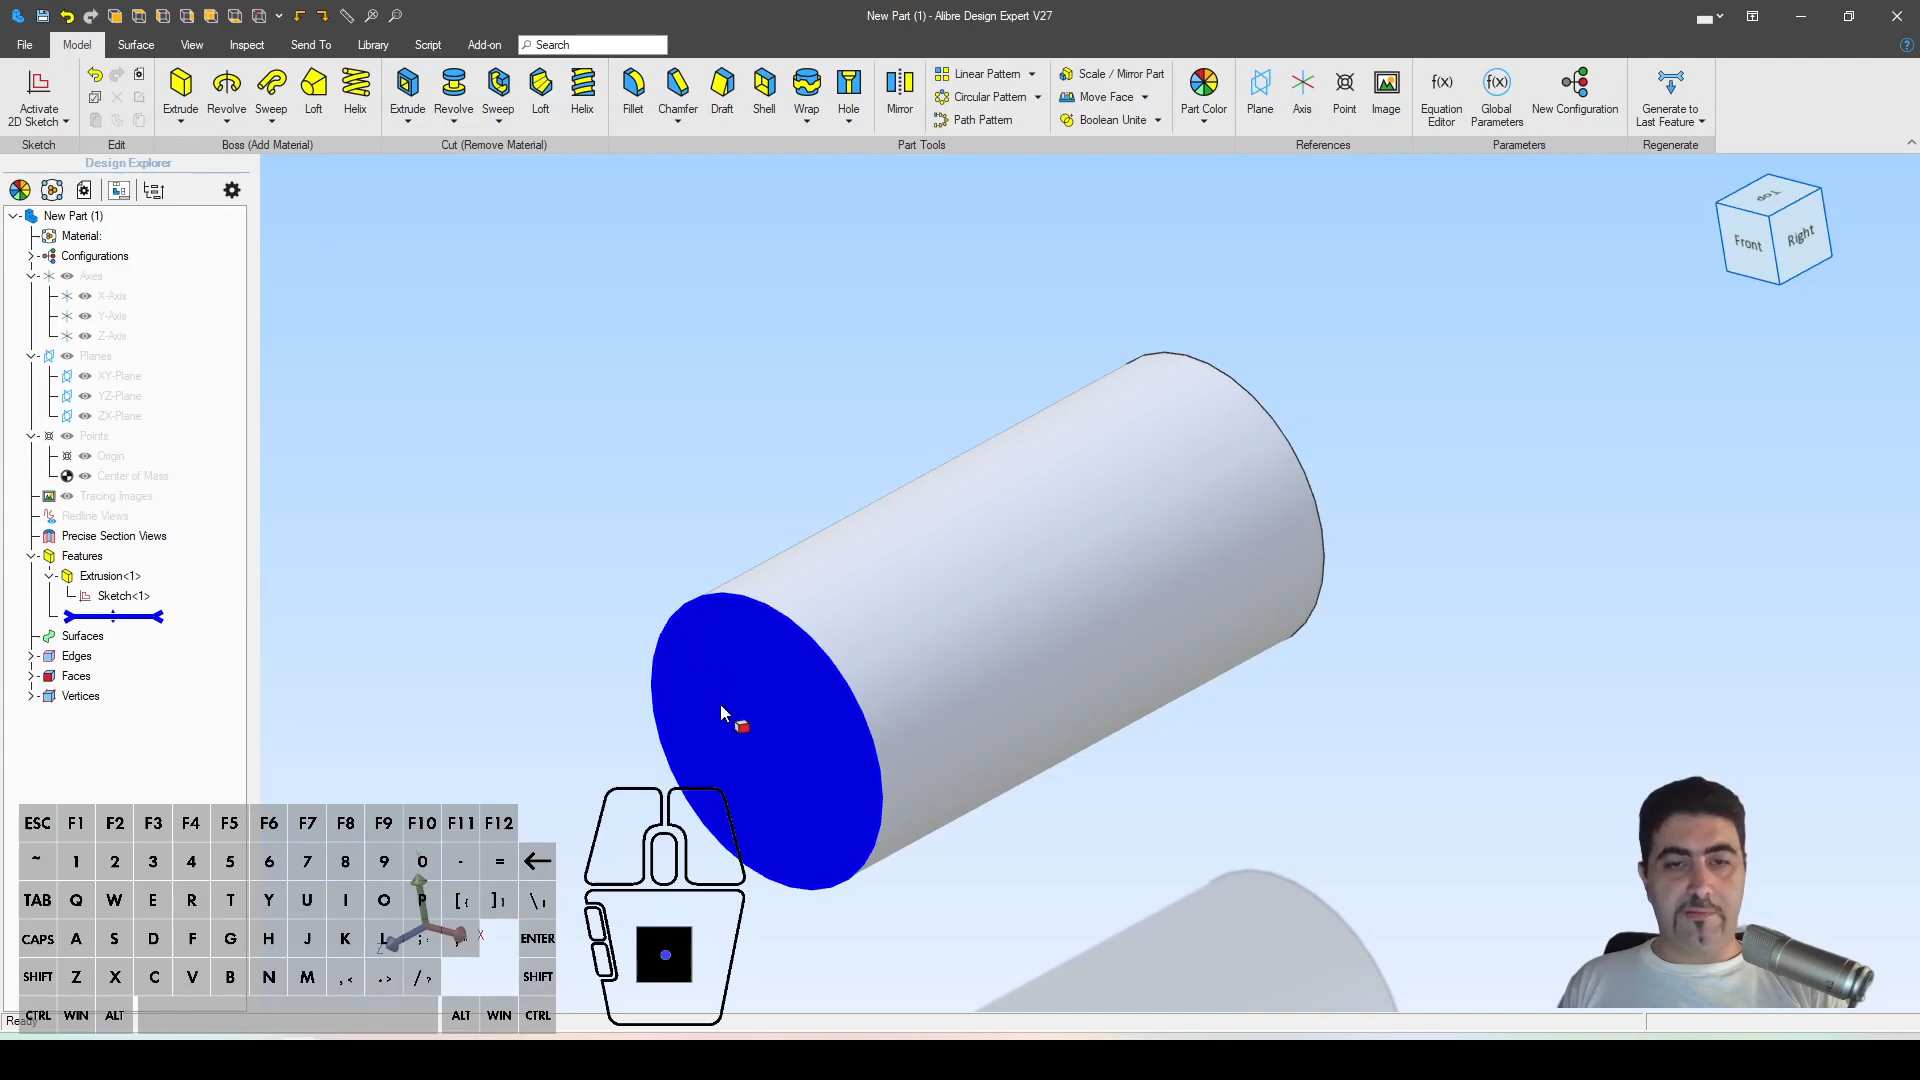 New Part (1) - Alibre Design Expert V27
File Model Surface View Inspect Send To Library Script Add-on Search
Activate 2D Sketch
Extrude Revolve Sweep Loft Helix
Extrude Revolve Sweep Loft Helix
Fillet Chamfer Draft Shell Wrap Hole Mirror
Linear Pattern
Circular Pattern
Path Pattern
Scale / Mirror Part
Move Face
Boolean Unite
Part Color
Plane Axis Point Image
Equation Editor
Global Parameters
New Configuration
Generate to Last Feature
Sketch Edit Boss (Add Material) Cut (Remove Material) Part Tools References Parameters Regenerate
Design Explorer
New Part (1)
Material:
Configurations
Axes
X-Axis
Y-Axis
Z-Axis
Planes
XY-Plane
YZ-Plane
ZX-Plane
Points
Origin
Center of Mass
Tracing Images
Redline Views
Precise Section Views
Features
Extrusion<1>
Sketch<1>
Surfaces
Edges
Faces
Vertices
Top
Front
Right
ESC F1 F2 F3 F4 F5 F6 F7 F8 F9 F10 F11 F12
~ 1 2 3 4 5 6 7 8 9 0 - =
TAB Q W E R T Y U I O P [{ ]} \
CAPS A S D F G H J K L ; ENTER
X
Z
SHIFT Z X C V B N M ,< .> /? SHIFT
CTRL WIN ALT ALT WIN CTRL
Ready